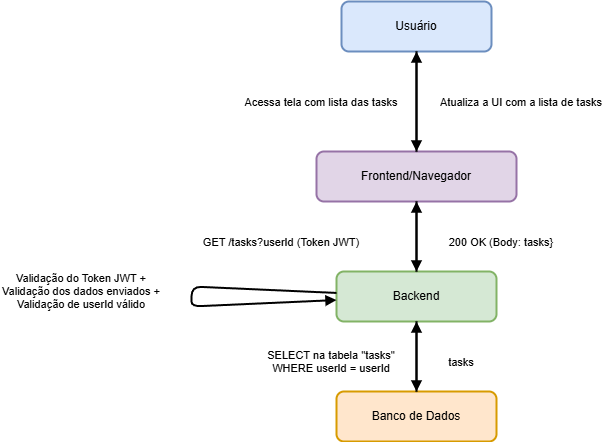 Usuário
Acessa tela com lista das tasks
Atualiza a UI com a lista de tasks
Frontend/Navegador
GET /tasks?userId (Token JWT)
200 OK (Body: tasks}
Validação do Token JWT +
Validação dos dados enviados +
Validação de userId válido
Backend
SELECT na tabela "tasks"
WHERE userId = userId
tasks
Banco de Dados